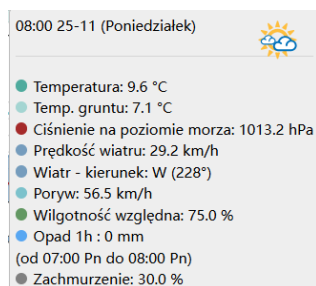 08:00 25-11 (Poniedziałek)
Temperatura: 9.6 °C
Temp. gruntu: 7.1 °C
Ciśnienie na poziomie morza: 1013.2 hPa
Prędkość wiatru: 29.2 km/h
Wiatr - kierunek: W (228°)
Poryw: 56.5 km/h
Wilgotność względna: 75.0 %
Opad 1h : 0 mm
(od 07:00 Pn do 08:00 Pn)
Zachmurzenie: 30.0 %